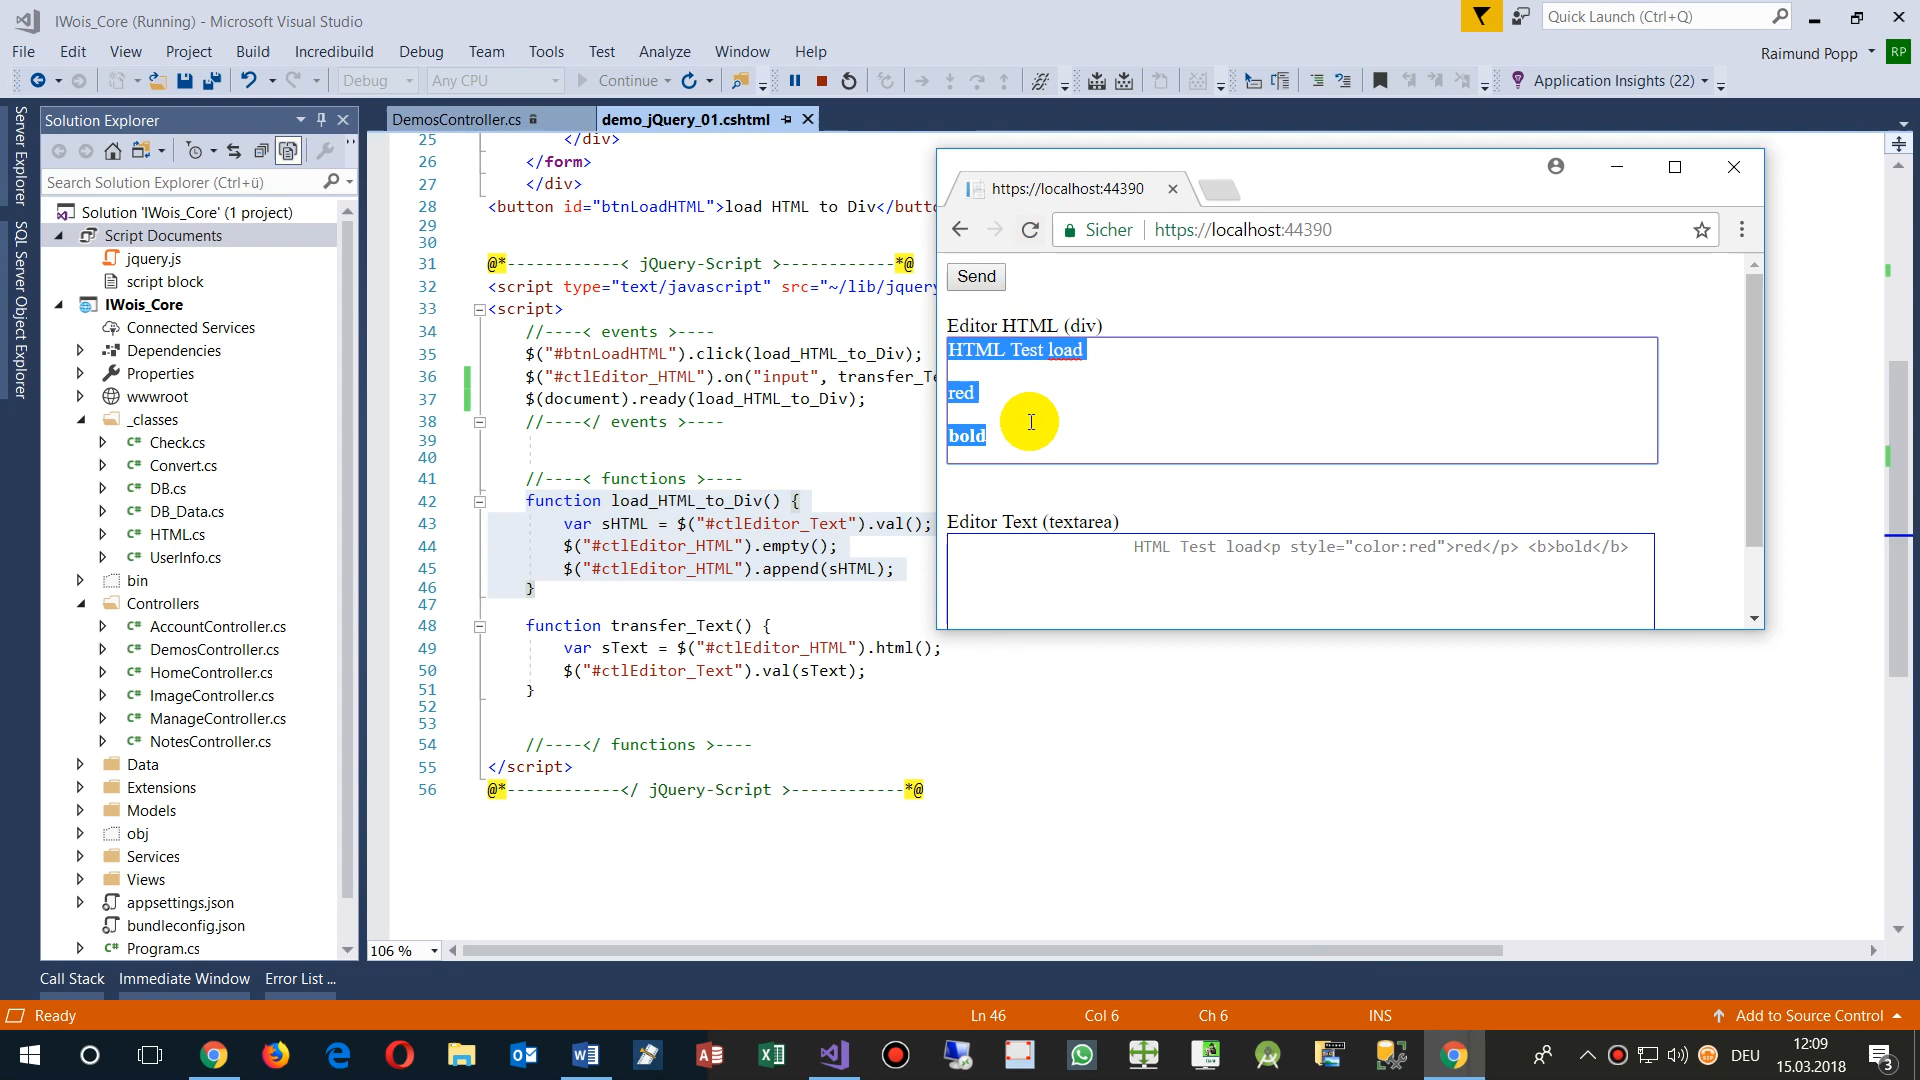 IWois_Core (Running) - Microsoft Visual Studio
Quick Launch (Ctrl+Q)
File Edit View Project Build Incredibuild Debug Team Tools Test Analyze Window Help
Raimund Popp RP
Debug Any CPU Continue Application Insights (22)
Server Explorer
SQL Server Object Explorer
Solution Explorer
Search Solution Explorer (Ctrl+ü)
Solution 'IWois_Core' (1 project)
Script Documents
jquery.js
script block
IWois_Core
Connected Services
Dependencies
Properties
wwwroot
_classes
C# Check.cs
C# Convert.cs
C# DB.cs
C# DB_Data.cs
C# HTML.cs
C# UserInfo.cs
bin
Controllers
C# AccountController.cs
C# DemosController.cs
C# HomeController.cs
C# ImageController.cs
C# ManageController.cs
C# NotesController.cs
Data
Extensions
Models
obj
Services
Views
appsettings.json
bundleconfig.json
C# Program.cs
DemosController.cs demo_jQuery_01.cshtml
25 </div>
26 </form>
27 </div>
28 <button id="btnLoadHTML">load HTML to Div</butto
29
30
31 @*------------< jQuery-Script >------------*@
32 <script type="text/javascript" src="~/lib/jquery
33 <script>
34 //----< events >----
35 $("#btnLoadHTML").click(load_HTML_to_Div);
36 $("#ctlEditor_HTML").on("input", transfer_Te
37 $(document).ready(load_HTML_to_Div);
38 //----</ events >----
39
40
41 //----< functions >----
42 function load_HTML_to_Div() {
43 var sHTML = $("#ctlEditor_Text").val();
44 $("#ctlEditor_HTML").empty();
45 $("#ctlEditor_HTML").append(sHTML);
46 }
47
48 function transfer_Text() {
49 var sText = $("#ctlEditor_HTML").html();
50 $("#ctlEditor_Text").val(sText);
51 }
52
53
54 //----</ functions >----
55 </script>
56 @*------------</ jQuery-Script >------------*@
https://localhost:44390
Sicher https://localhost:44390
Send
Editor HTML (div)
HTML Test load
red
bold
Editor Text (textarea)
HTML Test load<p style="color:red">red</p> <b>bold</b>
106 %
Call Stack Immediate Window Error List ...
Ready Ln 46 Col 6 Ch 6 INS Add to Source Control
DEU 12:09
15.03.2018
3